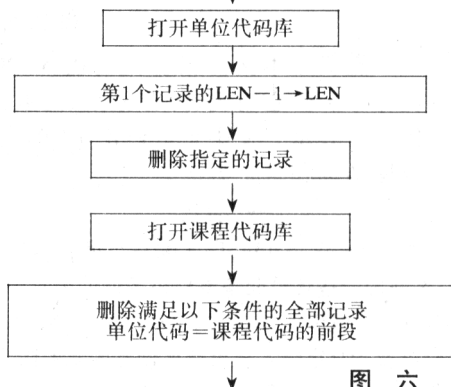 打开单位代码库
第1个记录的LEN－1→LEN
删除指定的记录
打开课程代码库
删除满足以下条件的全部记录
单位代码＝课程代码的前段
图 六